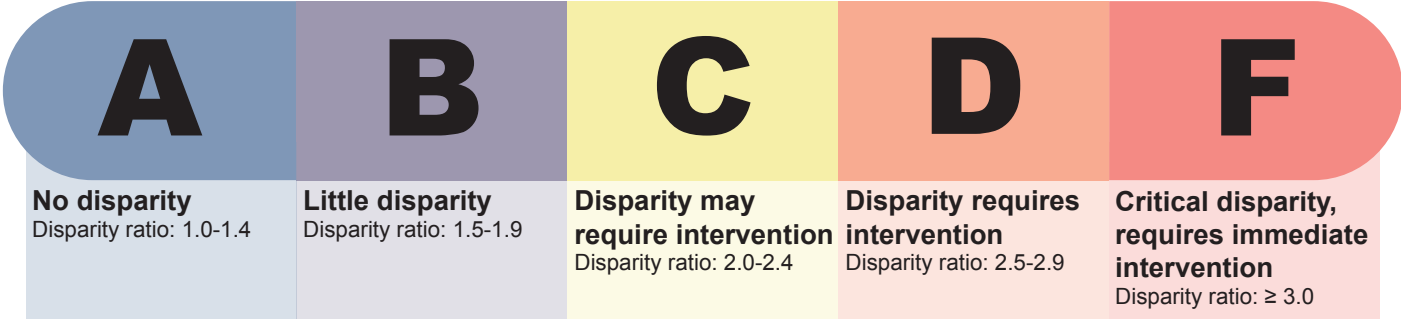 A
B
C
D
F
No disparity
Disparity ratio: 1.0-1.4
Little disparity
Disparity ratio: 1.5-1.9
Disparity may
require intervention
Disparity ratio: 2.0-2.4
Disparity requires
intervention
Disparity ratio: 2.5-2.9
Critical disparity,
requires immediate
intervention
Disparity ratio: ≥ 3.0